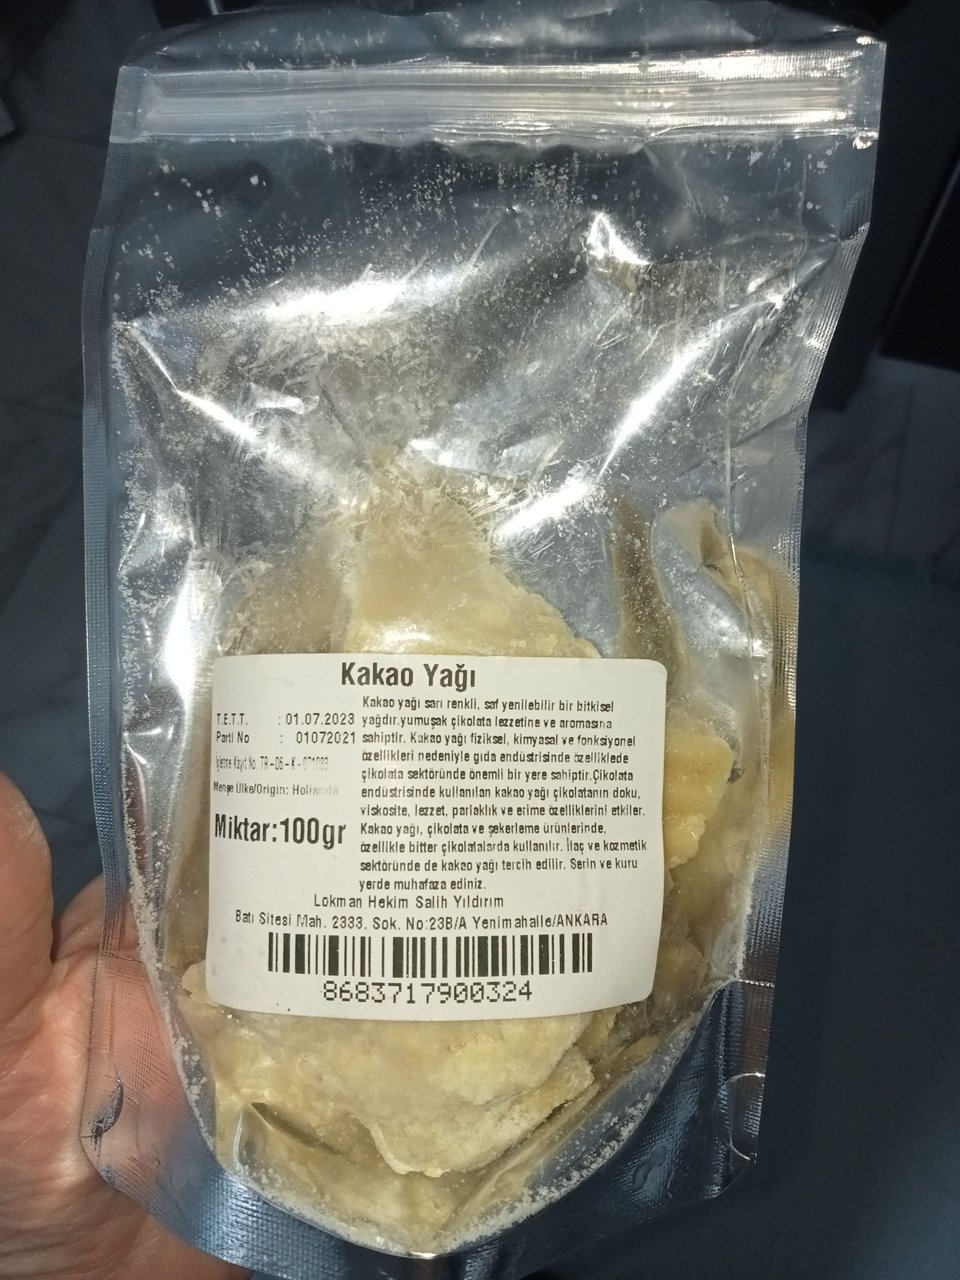 Kakao Yağı
T.E.T.T. : 01.07.2023
Parti No : 01072021
İşletme Kayıt No. TR - 06 - K -
Menşe Ülke/Origin: Hollanda
Miktar:100gr
Kakao yağı sarı renkli, saf yenilebilir bir bitkisel
yağdır.yumuşak çikolata lezzetine ve aromasına
sahiptir. Kakao yağı fiziksel, kimyasal ve fonksiyonel
özellikleri nedeniyle gıda endüstrisinde özelliklede
çikolata sektöründe önemli bir yere sahiptir.Çikolata
endüstrisinde kullanılan kakao yağı çikolatanın doku,
viskosite, lezzet, parlaklık ve erime özelliklerini etkiler.
Kakao yağı, çikolata ve şekerleme ürünlerinde,
özellikle bitter çikolatalarda kullanılır. İlaç ve kozmetik
sektöründe de kakao yağı tercih edilir. Serin ve kuru
yerde muhafaza ediniz.
Lokman Hekim Salih Yıldırım
Batı Sitesi Mah. 2333. Sok. No:23B/A Yenimahalle/ANKARA
8683717900324